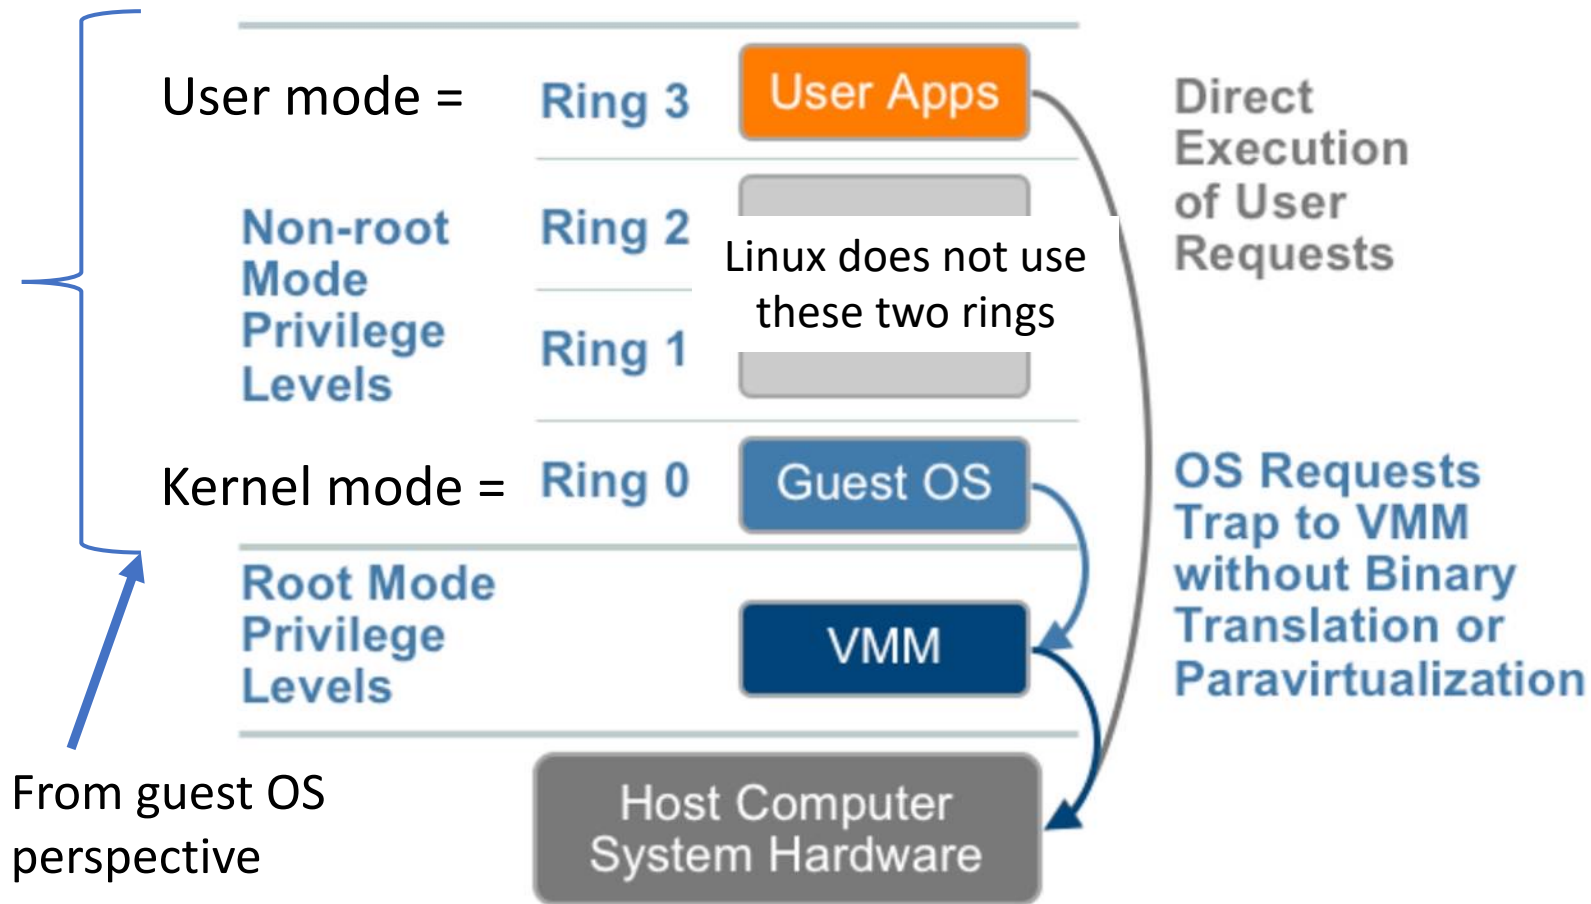 User mode =
Ring 3
User Apps
Direct
Execution
of User
Requests
Non-root
Mode
Privilege
Levels
Ring 2
Linux does not use
these two rings
Ring 1
Kernel mode =
Ring 0
Guest OS
OS Requests
Trap to VMM
without Binary
Translation or
Paravirtualization
Root Mode
Privilege
Levels
VMM
From guest OS
perspective
Host Computer
System Hardware